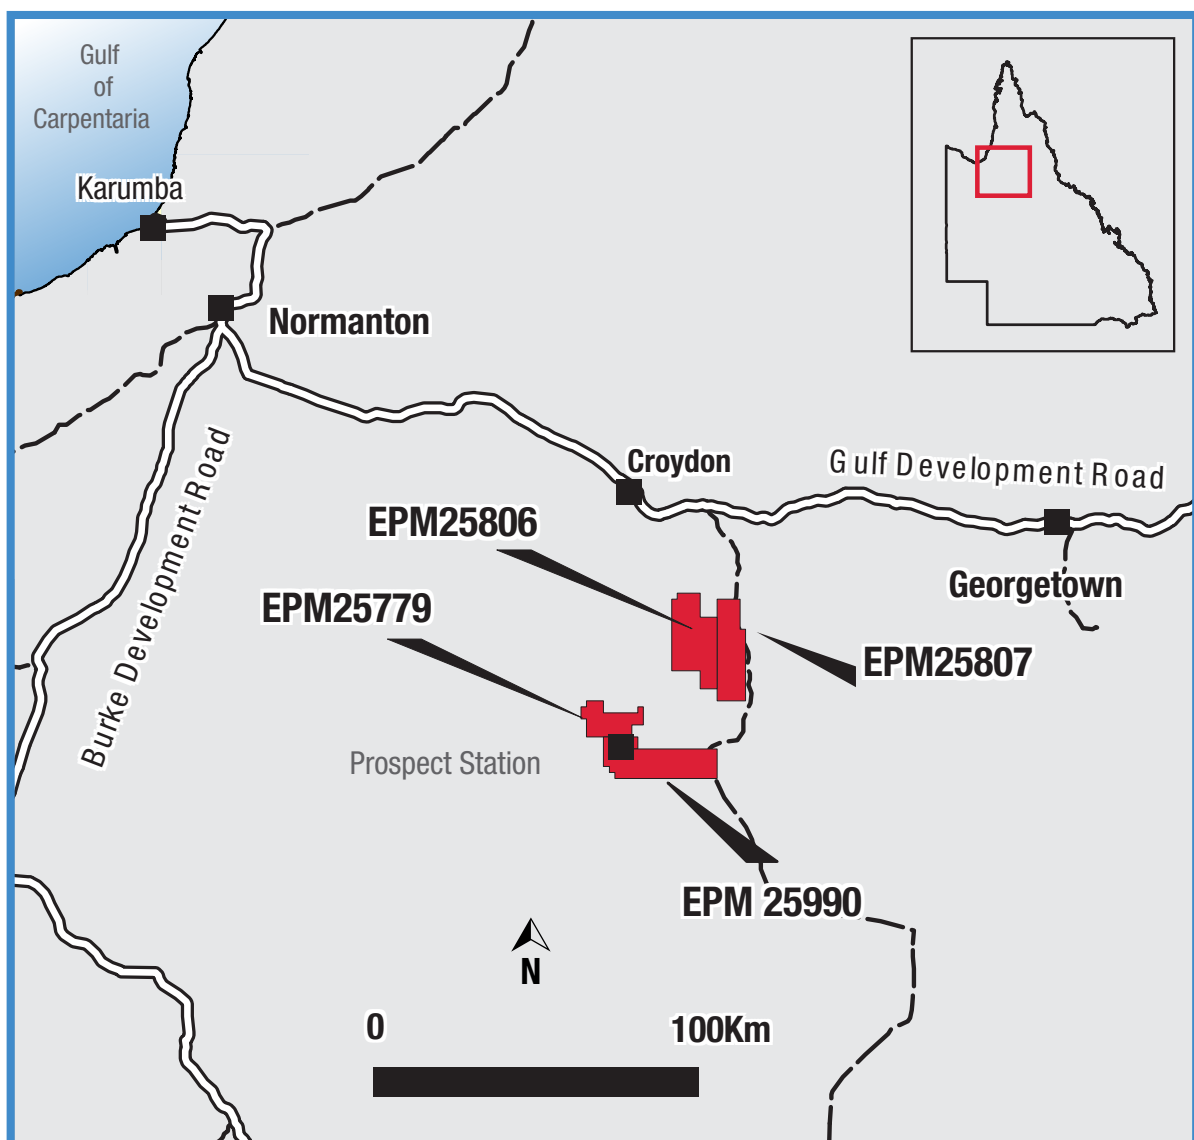 Gulf
of
Carpentaria
Karumba
Normanton
Croydon
Gulf Development Road
EPM25806
Georgetown
EPM25779
Burke Development Road
EPM25807
Prospect Station
EPM 25990
N
0
100Km